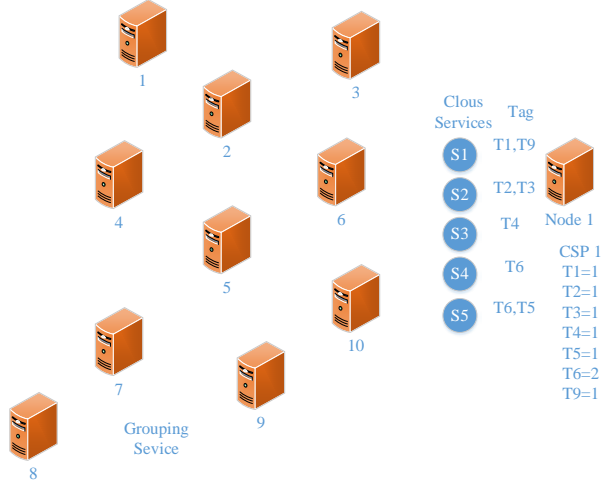 1
3
2
4
6
5
10
7
9
8
Grouping
Sevice
Clous
Services
Tag
S1
T1,T9
S2
T2,T3
S3
T4
S4
T6
S5
T6,T5
Node 1
CSP 1
T1=1
T2=1
T3=1
T4=1
T5=1
T6=2
T9=1